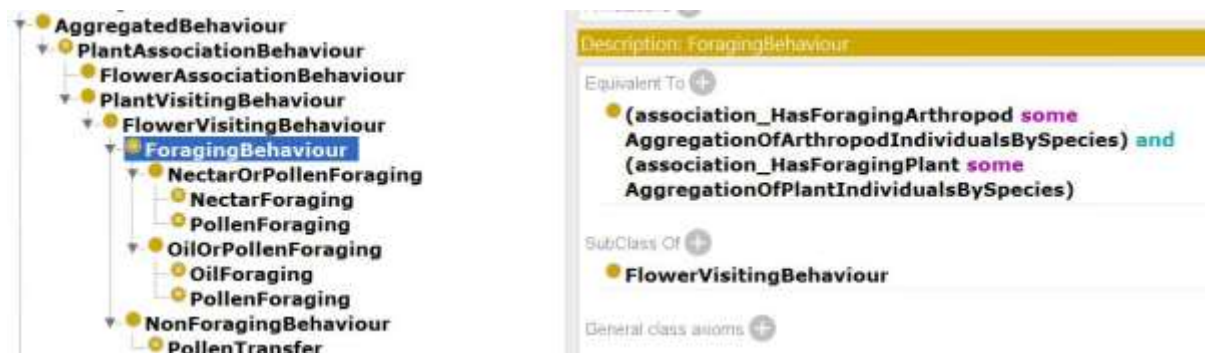 AggregatedBehaviour
PlantAssociationBehaviour
FlowerAssociationBehaviour
PlantVisitingBehaviour
FlowerVisitingBehaviour
ForagingBehaviour
NectarOrPollenForaging
NectarForaging
PollenForaging
OilOrPollenForaging
OilForaging
PollenForaging
NonForagingBehaviour
PollenTransfer
Description: ForagingBehaviour
Equivalent To
(association_HasForagingArthropod some
AggregationOfArthropodIndividualsBySpecies) and
(association_HasForagingPlant some
AggregationOfPlantIndividualsBySpecies)
SubClass Of
FlowerVisitingBehaviour
General class axioms